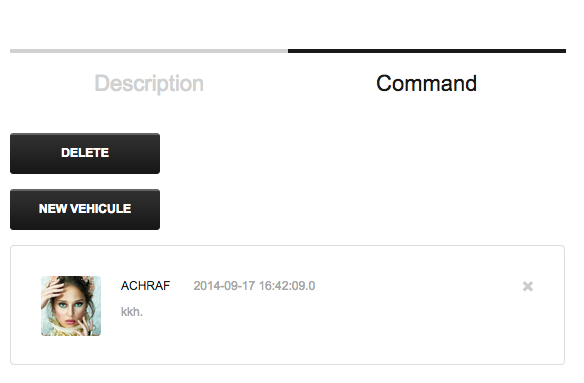 Description Command
DELETE
NEW VEHICULE
ACHRAF 2014-09-17 16:42:09.0
kkh.